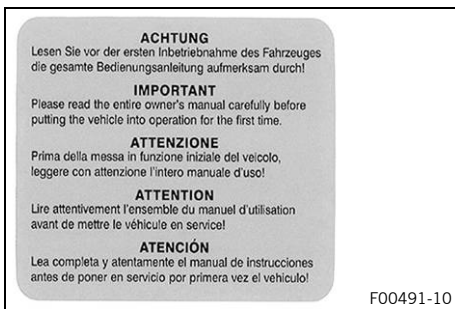 ACHTUNG
Lesen Sie vor der ersten Inbetriebnahme des Fahrzeuges
die gesamte Bedienungsanleitung aufmerksam durch!
IMPORTANT
Please read the entire owner's manual carefully before
putting the vehicle into operation for the first time.
ATTENZIONE
Prima della messa in funzione iniziale del veicolo,
leggere con attenzione l'intero manuale d'uso!
ATTENTION
Lire attentivement l'ensemble du manuel d'utilisation
avant de mettre le véhicule en service!
ATENCIÓN
Lea completa y atentamente el manual de instrucciones
antes de poner en servicio por primera vez el vehiculo!
F00491-10